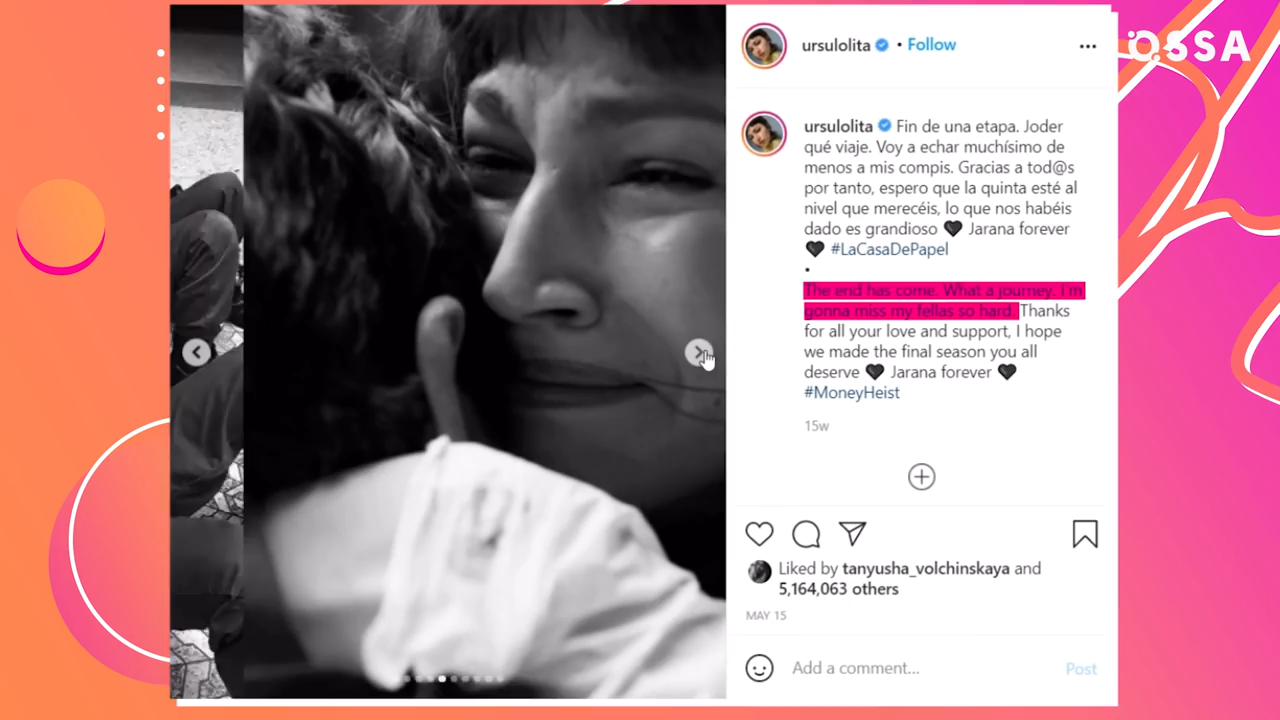 OSSA
ursulolita • Follow
ursulolita Fin de una etapa. Joder
qué viaje. Voy a echar muchísimo de
menos a mis compis. Gracias a tod@s
por tanto, espero que la quinta esté al
nivel que merecéis, lo que nos habéis
dado es grandioso 🖤 Jarana forever
🖤 #LaCasaDePapel
•
The end has come. What a journey. I'm
gonna miss my fellas so hard. Thanks
for all your love and support, I hope
we made the final season you all
deserve 🖤 Jarana forever 🖤
#MoneyHeist
15w
Liked by tanyusha_volchinskaya and
5,164,063 others
MAY 15
Add a comment...
Post